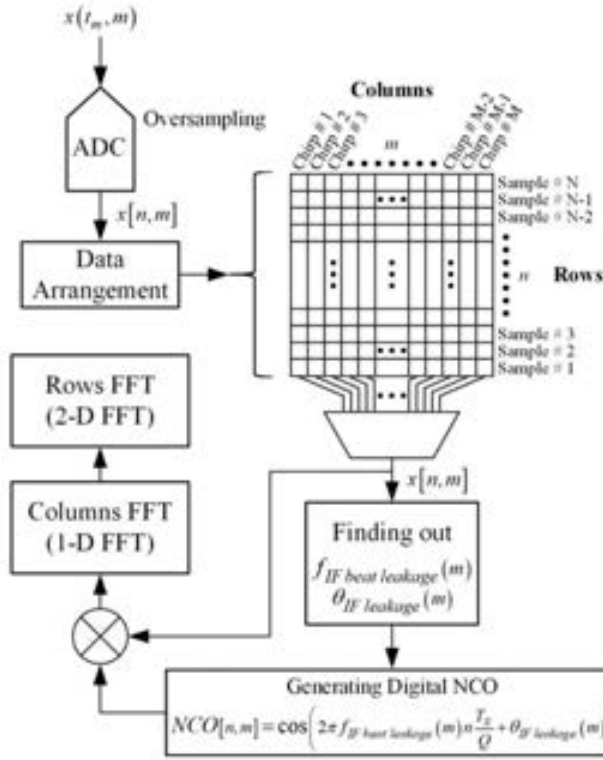 x(t_m, m)
Oversampling
ADC
x[n,m]
Data
Arrangement
Columns
Chirp # 1
Chirp # 2
Chirp # 3
m
Chirp # M-2
Chirp # M-1
Chirp # M
Sample # N
Sample # N-1
Sample # N-2
n
Rows
Sample # 3
Sample # 2
Sample # 1
x[n,m]
Rows FFT
(2-D FFT)
Columns FFT
(1-D FFT)
Finding out
f_IF beat leakage (m)
θ_IF leakage (m)
Generating Digital NCO
NCO[n,m] = cos(2π f_IF beat leakage (m) n T_S/Q + θ_IF leakage (m)